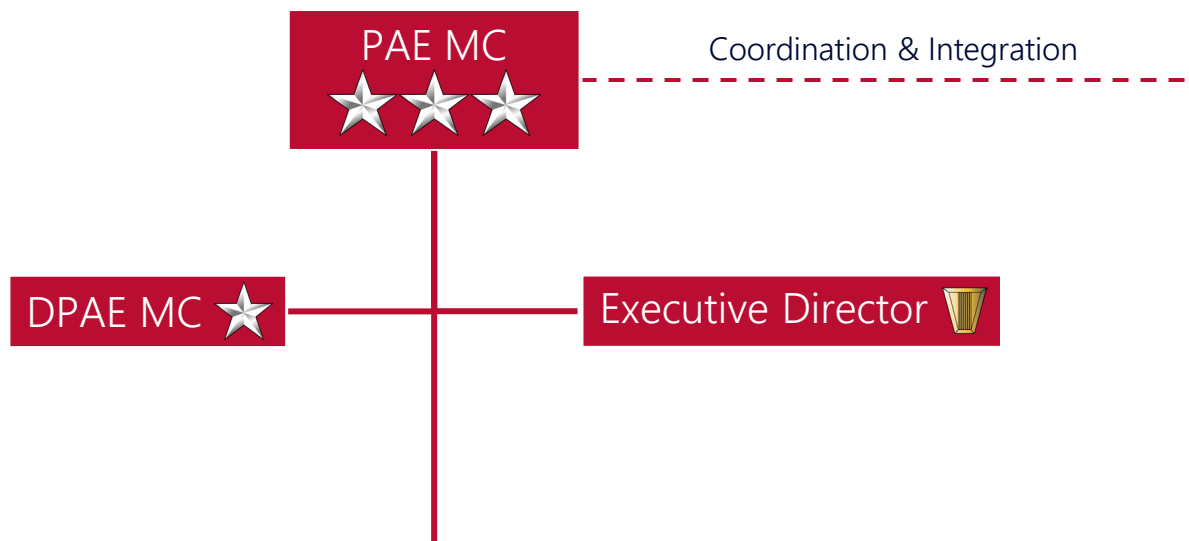 PAE MC
Coordination & Integration
DPAE MC
Executive Director